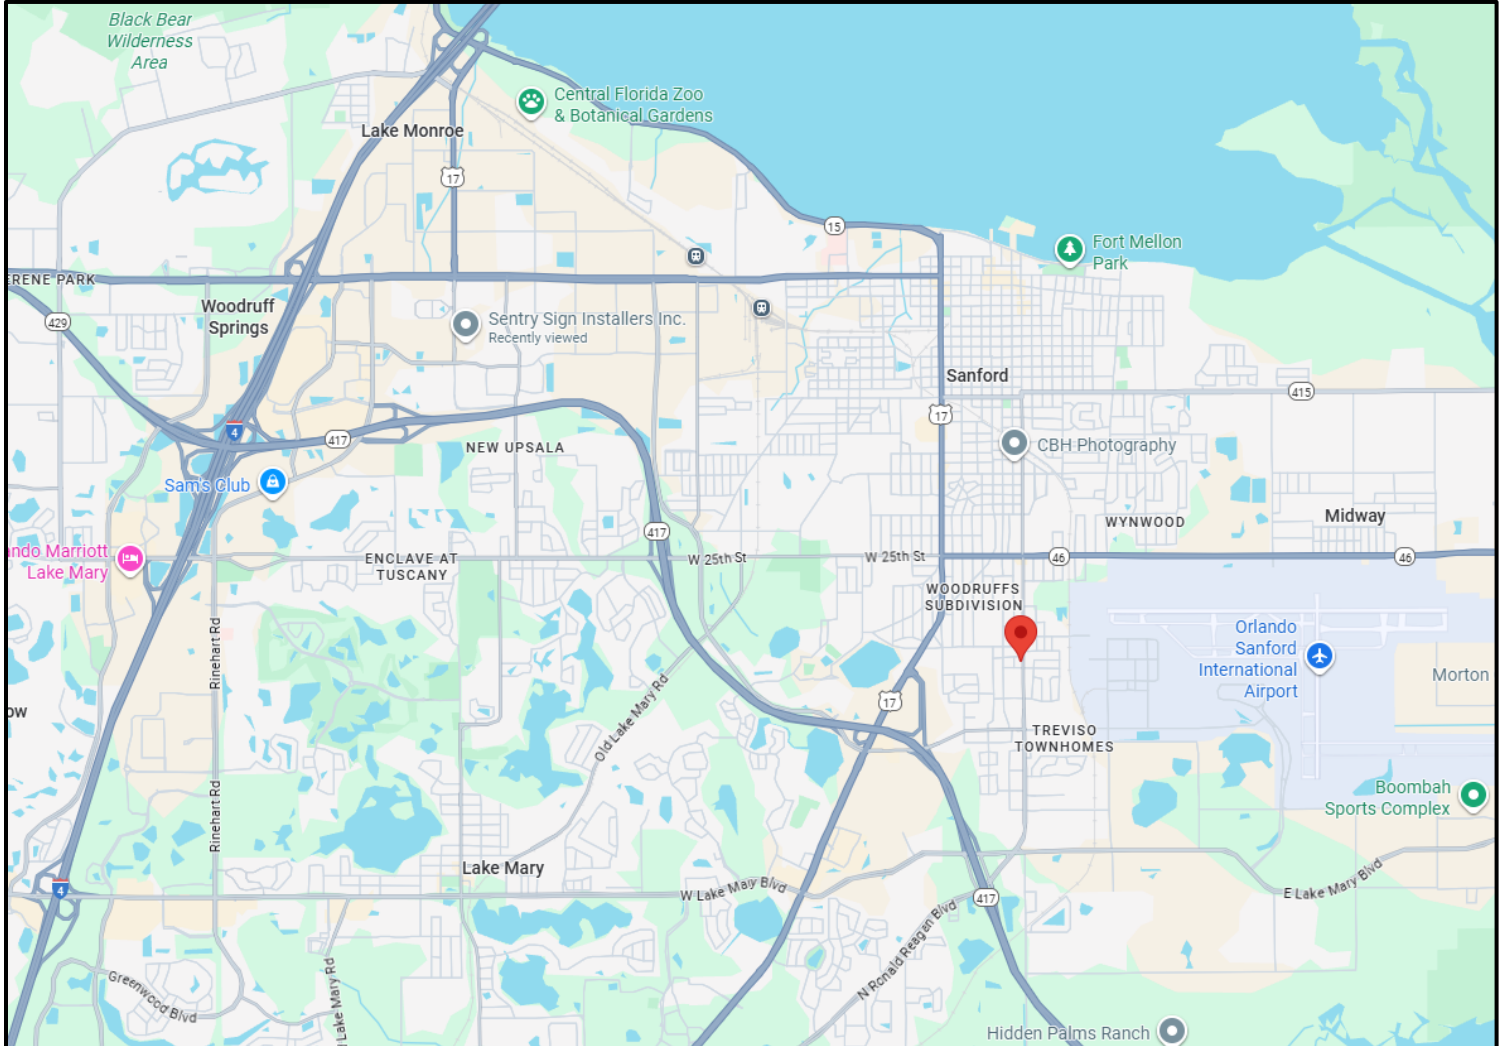 Black Bear
Wilderness
Area
Central Florida Zoo
& Botanical Gardens
Lake Monroe
17
15
Fort Mellon
Park
ERENE PARK
Woodruff
Springs
429
Sentry Sign Installers Inc.
Recently viewed
Sanford
415
17
4
417
NEW UPSALA
CBH Photography
Sam's Club
417
WYNWOOD
Midway
ando Marriott
Lake Mary
ENCLAVE AT
TUSCANY
W 25th St
W 25th St
46
46
WOODRUFFS
SUBDIVISION
Rinehart Rd
Orlando
Sanford
International
Airport
Morton
Old Lake Mary Rd
17
ow
TREVISO
TOWNHOMES
Rinehart Rd
Boombah
Sports Complex
Lake Mary
4
W Lake Mary Blvd
417
E Lake Mary Blvd
N Ronald Reagan Blvd
Greenwood Blvd
Lake Mary Rd
Hidden Palms Ranch